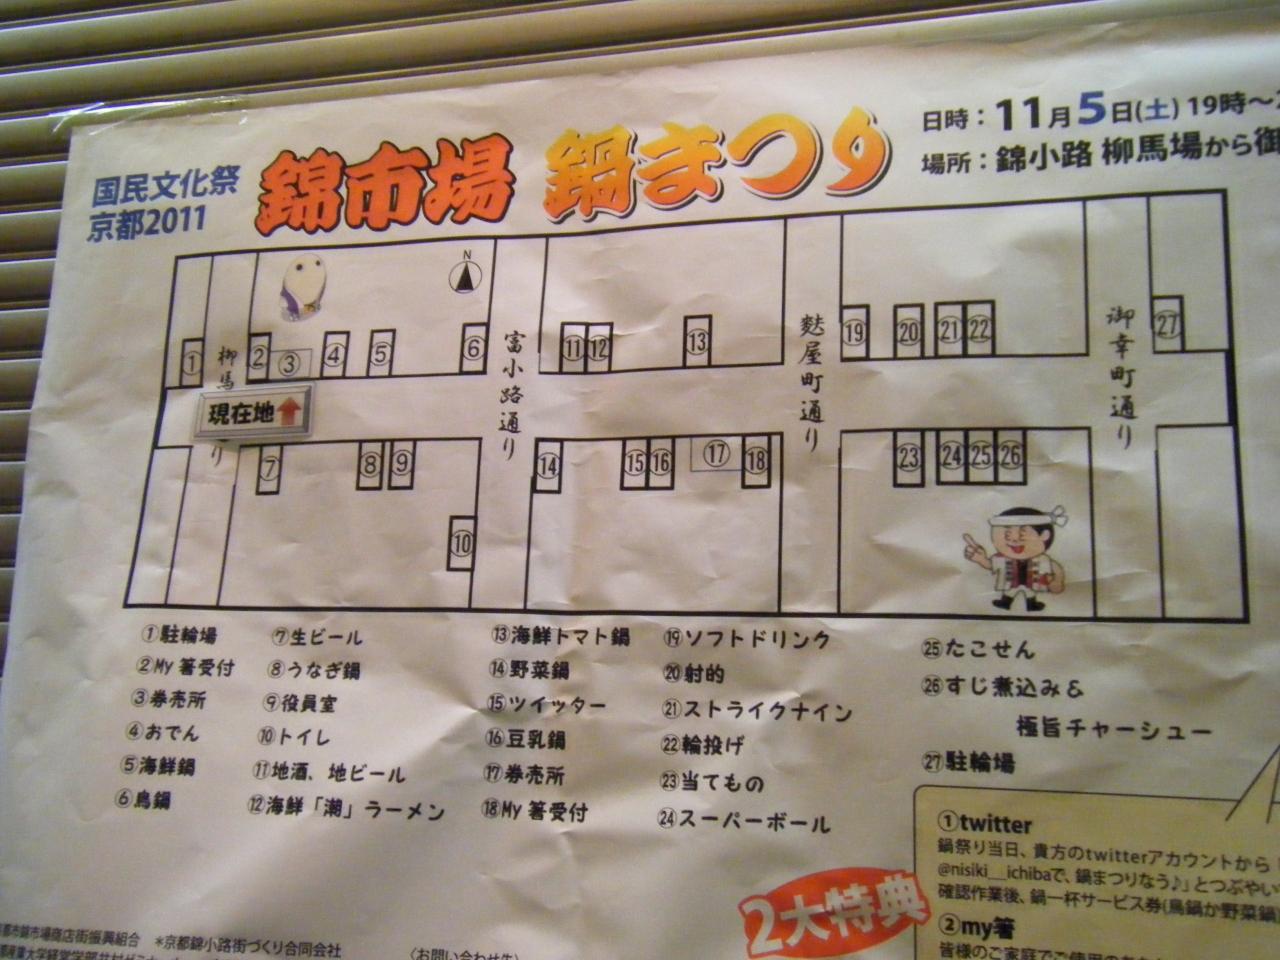 国民文化祭
京都2011
錦市場 鍋まつり
日時：11月5日(土) 19時～
場所：錦小路 柳馬場から御
N
① ② ③ ④ ⑤ ⑥ ⑪ ⑫ ⑬ ⑲ ⑳ ㉑ ㉒ ㉗
柳馬
り
富小路通り
麩屋町通り
御幸町通り
現在地
⑦ ⑧ ⑨ ⑩ ⑭ ⑮ ⑯ ⑰ ⑱ ㉓ ㉔ ㉕ ㉖
①駐輪場
②My 箸受付
③券売所
④おでん
⑤海鮮鍋
⑥鳥鍋
⑦生ビール
⑧うなぎ鍋
⑨役員室
⑩トイレ
⑪地酒、地ビール
⑫海鮮「潮」ラーメン
⑬海鮮トマト鍋
⑭野菜鍋
⑮ツイッター
⑯豆乳鍋
⑰券売所
⑱My 箸受付
⑲ソフトドリンク
⑳射的
㉑ストライクナイン
㉒輪投げ
㉓当てもの
㉔スーパーボール
㉕たこせん
㉖すじ煮込み＆
極旨チャーシュー
㉗駐輪場
2大特典
①twitter
鍋祭り当日、貴方のtwitterアカウントから
@nisiki__ichibaで、鍋まつりなう♪」とつぶやい
確認作業後、鍋一杯サービス券(鳥鍋か野菜鍋
②my箸
皆様のご家庭でご使用の
都市錦市場商店街振興組合 ＊京都錦小路街づくり合同会社
〈お問い合わせ先〉